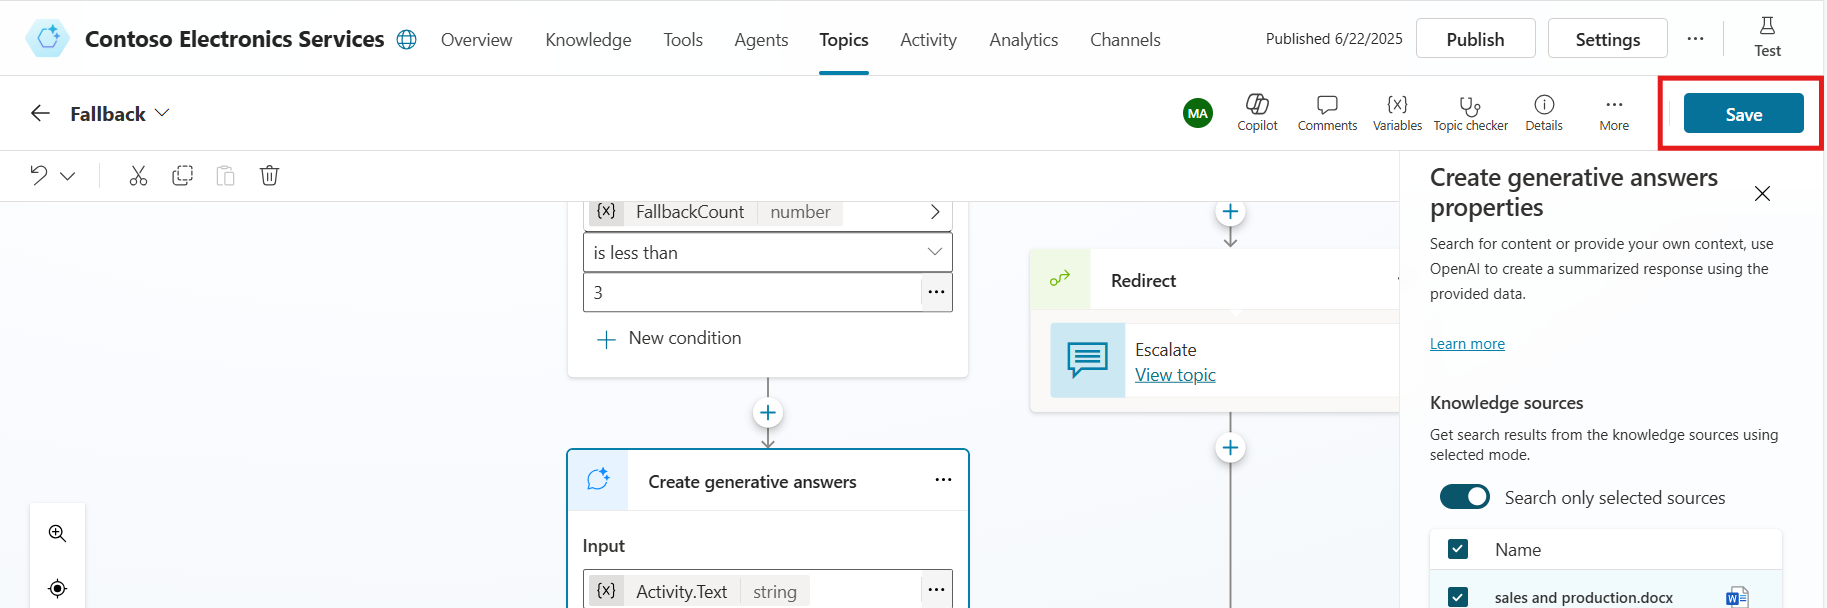 Contoso Electronics Services Overview Knowledge Tools Agents Topics Activity Analytics Channels Published 6/22/2025 Publish Settings ... Test
Fallback MA Copilot Comments {x} Variables Topic checker Details ... More Save
{x} FallbackCount number
is less than
3 ...
New condition
Create generative answers ...
Input
{x} Activity.Text string ...
Redirect
Escalate
View topic
Create generative answers
properties
Search for content or provide your own context, use
OpenAI to create a summarized response using the
provided data.
Learn more
Knowledge sources
Get search results from the knowledge sources using
selected mode.
Search only selected sources
Name
sales and production.docx W